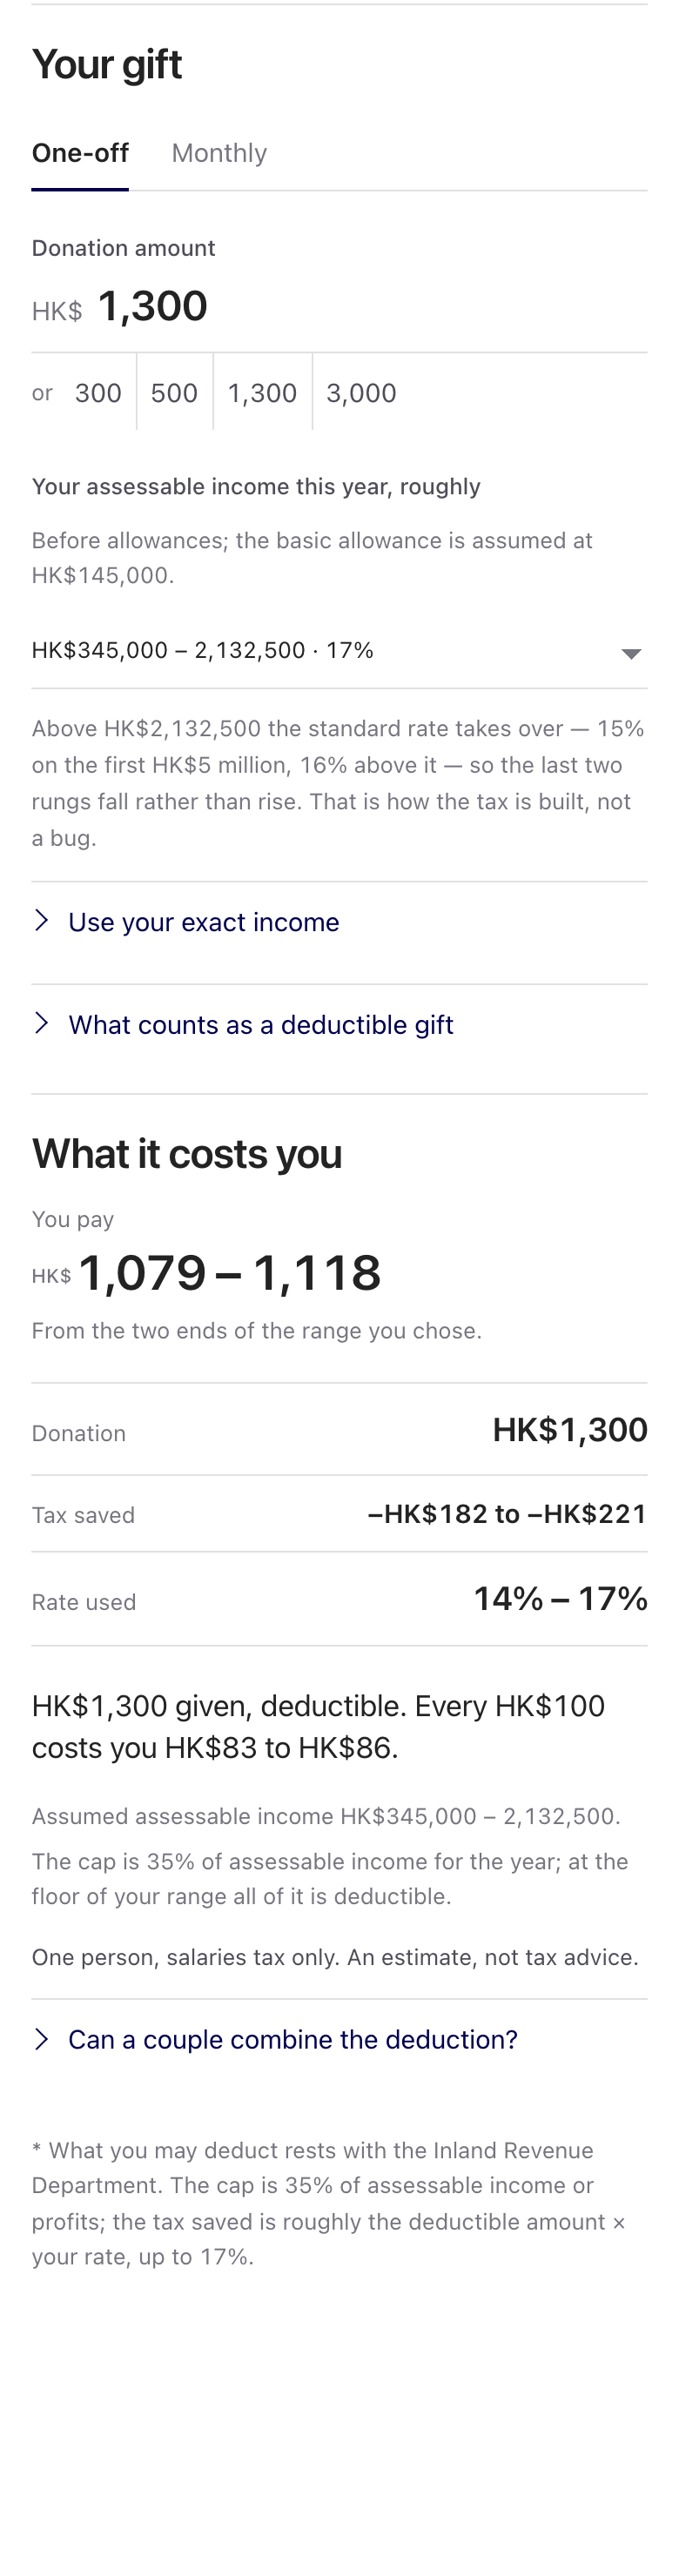 Your gift
One-off Monthly
Donation amount
HK$ 1,300
or 300 500 1,300 3,000
Your assessable income this year, roughly
Before allowances; the basic allowance is assumed at
HK$145,000.
HK$345,000 – 2,132,500 · 17%
Above HK$2,132,500 the standard rate takes over — 15%
on the first HK$5 million, 16% above it — so the last two
rungs fall rather than rise. That is how the tax is built, not
a bug.
Use your exact income
What counts as a deductible gift
What it costs you
You pay
HK$ 1,079 – 1,118
From the two ends of the range you chose.
Donation HK$1,300
Tax saved –HK$182 to –HK$221
Rate used 14% – 17%
HK$1,300 given, deductible. Every HK$100
costs you HK$83 to HK$86.
Assumed assessable income HK$345,000 – 2,132,500.
The cap is 35% of assessable income for the year; at the
floor of your range all of it is deductible.
One person, salaries tax only. An estimate, not tax advice.
Can a couple combine the deduction?
* What you may deduct rests with the Inland Revenue
Department. The cap is 35% of assessable income or
profits; the tax saved is roughly the deductible amount ×
your rate, up to 17%.